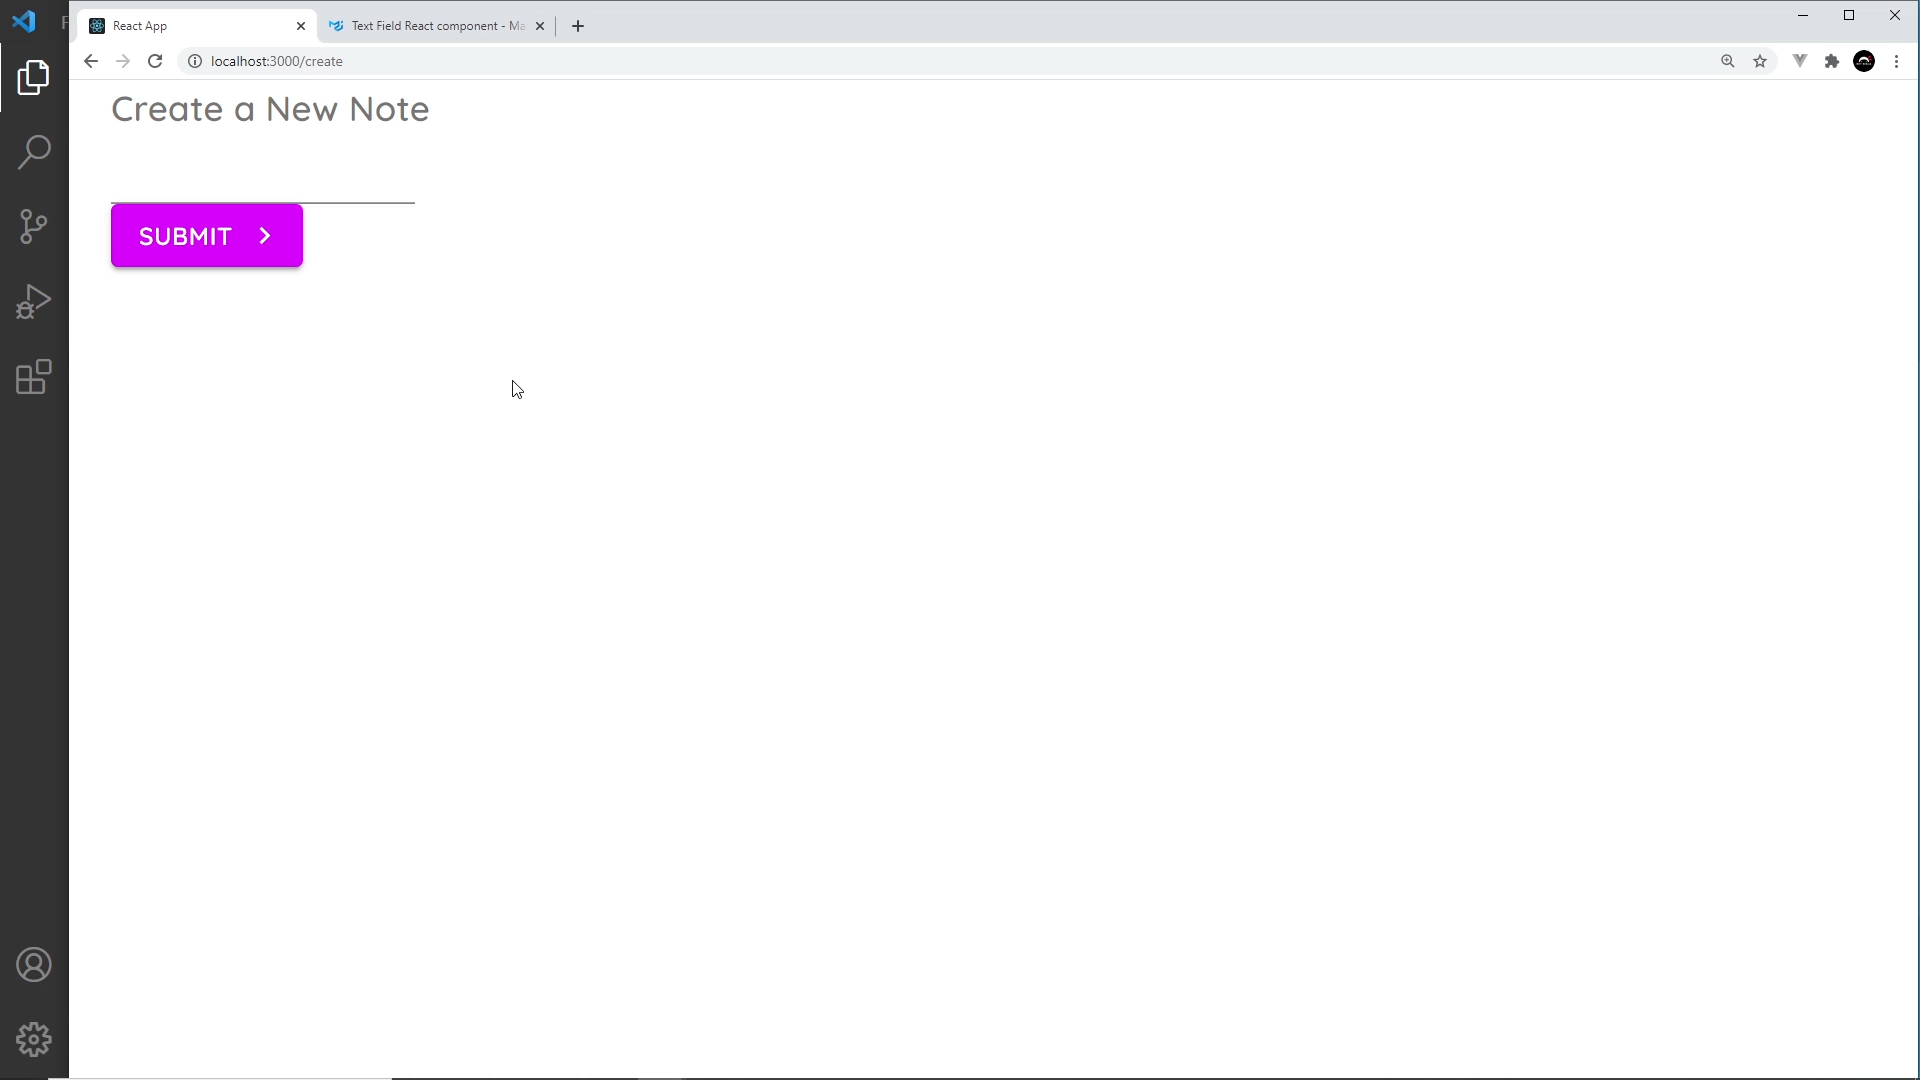 React App
Text Field React component - Ma
localhost:3000/create
Create a New Note
SUBMIT